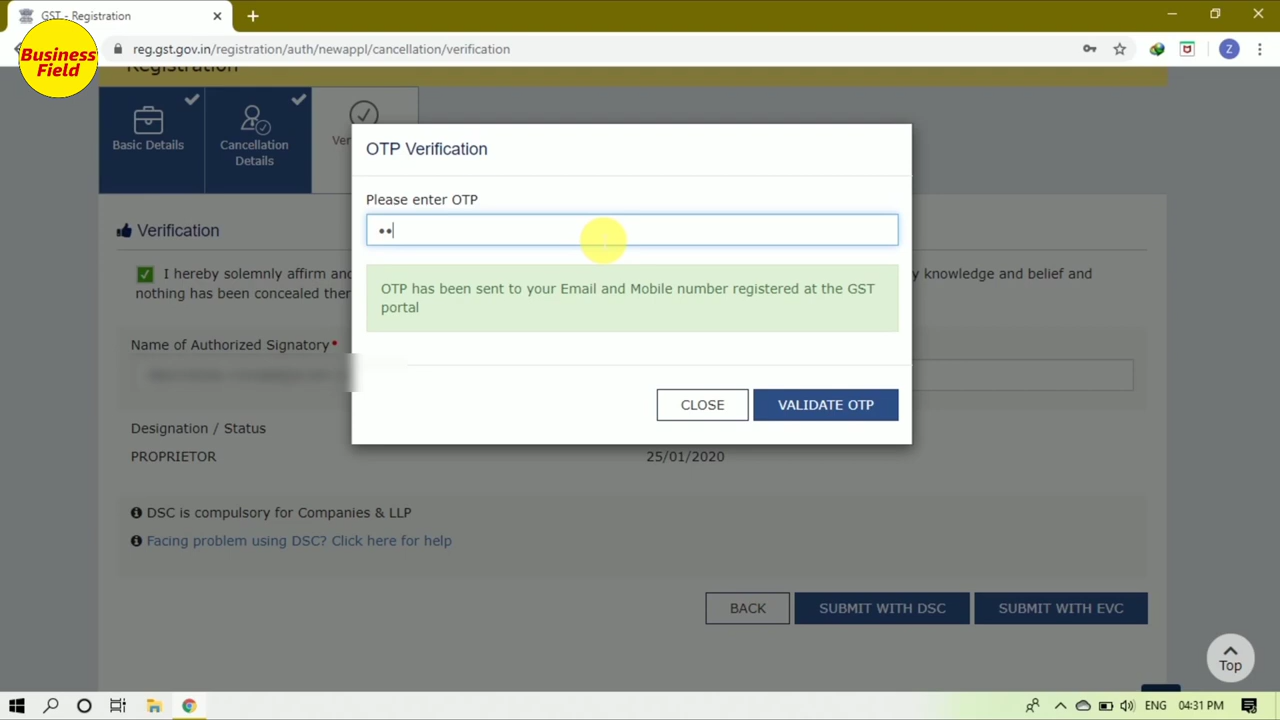 GST - Registration
reg.gst.gov.in/registration/auth/newappl/cancellation/verification
Z
Business
Field
Registration
Basic Details
Cancellation
Details
OTP Verification
Please enter OTP
••
OTP has been sent to your Email and Mobile number registered at the GST
portal
CLOSE
VALIDATE OTP
Verification
I hereby solemnly affirm and
y knowledge and belief and
nothing has been concealed
Name of Authorized Signatory•
Designation / Status
PROPRIETOR
25/01/2020
DSC is compulsory for Companies & LLP
Facing problem using DSC? Click here for help
BACK
SUBMIT WITH DSC
SUBMIT WITH EVC
Top
ENG
04:31 PM